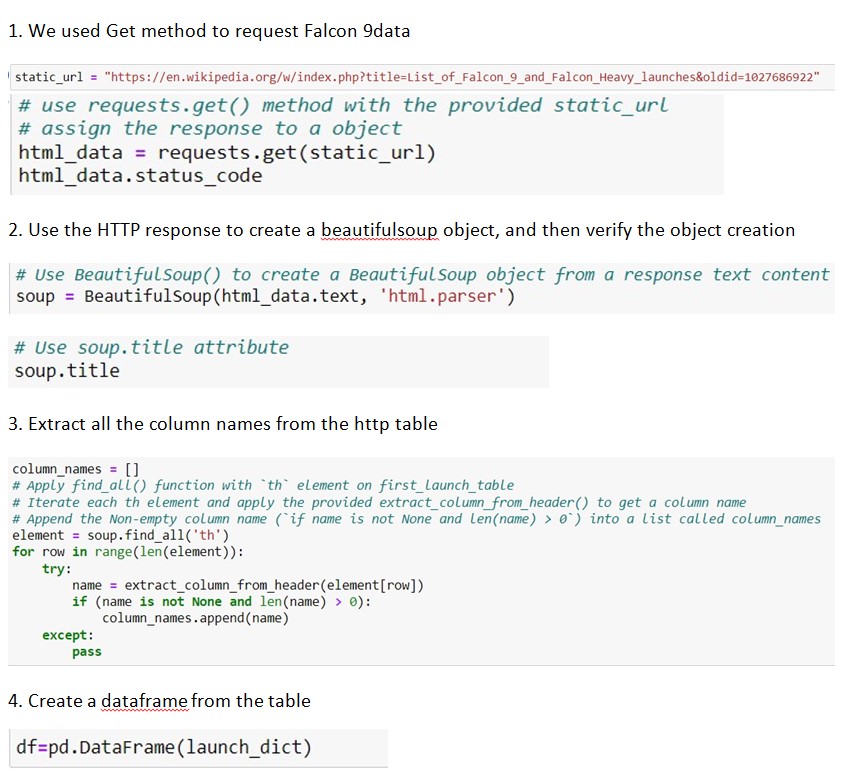 1. We used Get method to request Falcon 9data
static_url = "https://en.wikipedia.org/w/index.php?title=List_of_Falcon_9_and_Falcon_Heavy_launches&oldid=1027686922"
# use requests.get() method with the provided static_url
# assign the response to a object
html_data = requests.get(static_url)
html_data.status_code
2. Use the HTTP response to create a beautifulsoup object, and then verify the object creation
# Use BeautifulSoup() to create a BeautifulSoup object from a response text content
soup = BeautifulSoup(html_data.text, 'html.parser')
# Use soup.title attribute
soup.title
3. Extract all the column names from the http table
column_names = []
# Apply find_all() function with `th` element on first_launch_table
# Iterate each th element and apply the provided extract_column_from_header() to get a column name
# Append the Non-empty column name (`if name is not None and len(name) > 0`) into a list called column_names
element = soup.find_all('th')
for row in range(len(element)):
    try:
        name = extract_column_from_header(element[row])
        if (name is not None and len(name) > 0):
            column_names.append(name)
    except:
        pass
4. Create a dataframe from the table
df=pd.DataFrame(launch_dict)